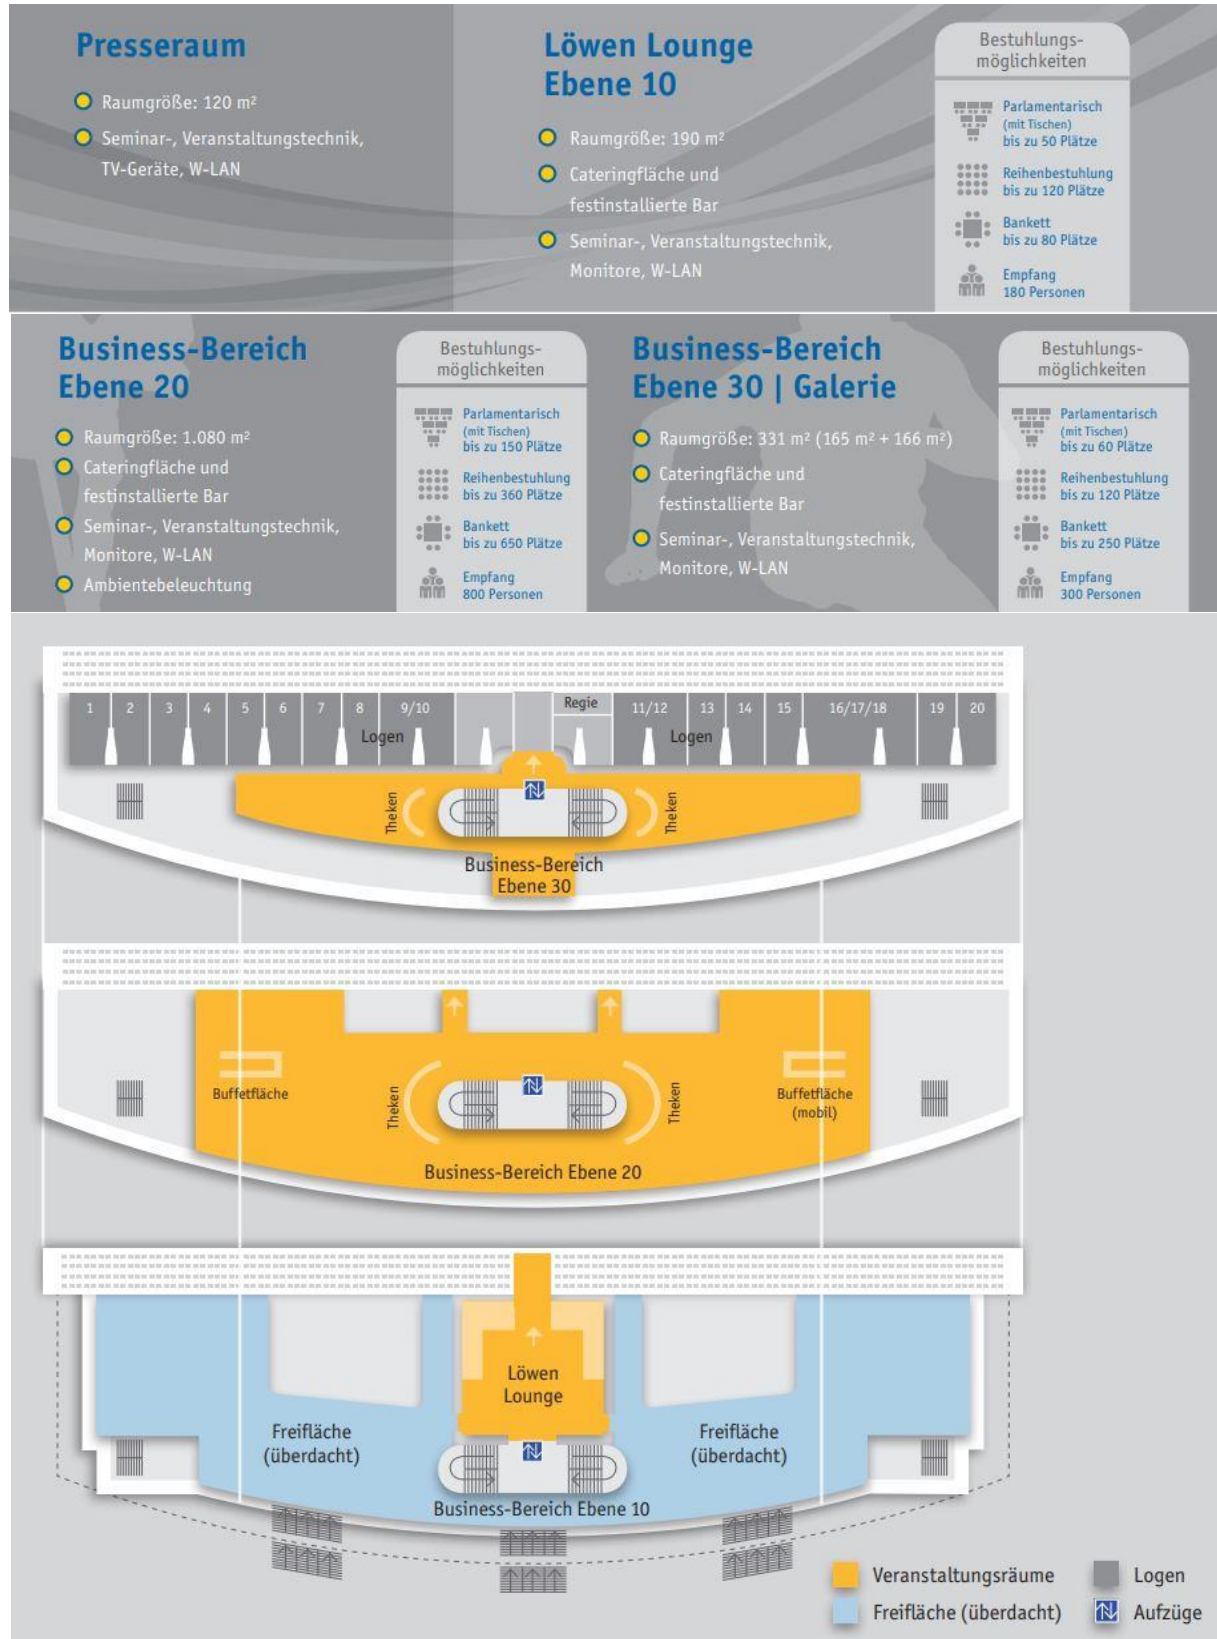 Presseraum
Raumgröße: 120 m²
Seminar-, Veranstaltungstechnik,
TV-Geräte, W-LAN
Löwen Lounge
Ebene 10
Raumgröße: 190 m²
Cateringfläche und
festinstallierte Bar
Seminar-, Veranstaltungstechnik,
Monitore, W-LAN
Bestuhlungs-
möglichkeiten
Parlamentarisch
(mit Tischen)
bis zu 50 Plätze
Reihenbestuhlung
bis zu 120 Plätze
Bankett
bis zu 80 Plätze
Empfang
180 Personen
Business-Bereich
Ebene 20
Raumgröße: 1.080 m²
Cateringfläche und
festinstallierte Bar
Seminar-, Veranstaltungstechnik,
Monitore, W-LAN
Ambientebeleuchtung
Bestuhlungs-
möglichkeiten
Parlamentarisch
(mit Tischen)
bis zu 150 Plätze
Reihenbestuhlung
bis zu 360 Plätze
Bankett
bis zu 650 Plätze
Empfang
800 Personen
Business-Bereich
Ebene 30 | Galerie
Raumgröße: 331 m² (165 m² + 166 m²)
Cateringfläche und
festinstallierte Bar
Seminar-, Veranstaltungstechnik,
Monitore, W-LAN
Bestuhlungs-
möglichkeiten
Parlamentarisch
(mit Tischen)
bis zu 60 Plätze
Reihenbestuhlung
bis zu 120 Plätze
Bankett
bis zu 250 Plätze
Empfang
300 Personen
1 2 3 4 5 6 7 8 9/10 Regie 11/12 13 14 15 16/17/18 19 20
Logen Logen
Theken Theken
Business-Bereich
Ebene 30
Buffetfläche
Theken
Theken
Buffetfläche
(mobil)
Business-Bereich Ebene 20
Löwen
Lounge
Freifläche
(überdacht)
Freifläche
(überdacht)
Business-Bereich Ebene 10
Veranstaltungsräume
Logen
Freifläche (überdacht)
Aufzüge